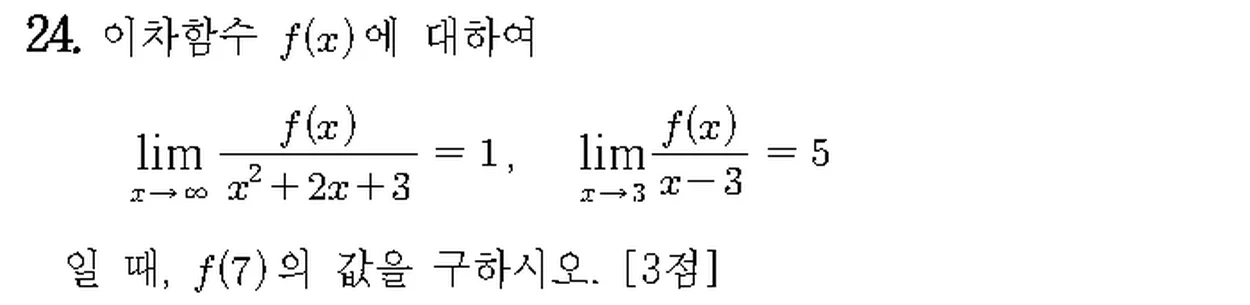 24. 이차함수 f(x)에 대하여
lim_{x→∞} f(x)/(x²+2x+3) = 1, lim_{x→3} f(x)/(x-3) = 5
일 때, f(7)의 값을 구하시오. [3점]